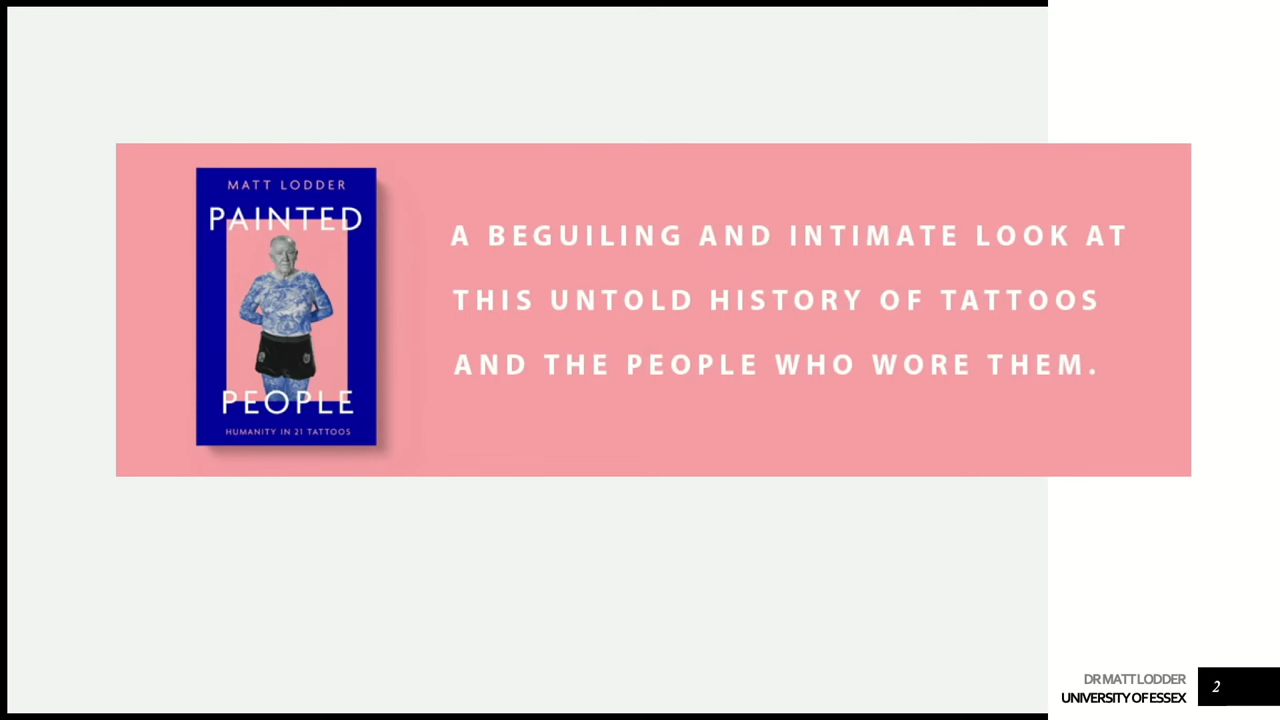 MATT LODDER
PAINTED
PEOPLE
HUMANITY IN 21 TATTOOS
A BEGUILING AND INTIMATE LOOK AT
THIS UNTOLD HISTORY OF TATTOOS
AND THE PEOPLE WHO WORE THEM.
DR MATT LODDER
UNIVERSITY OF ESSEX
2